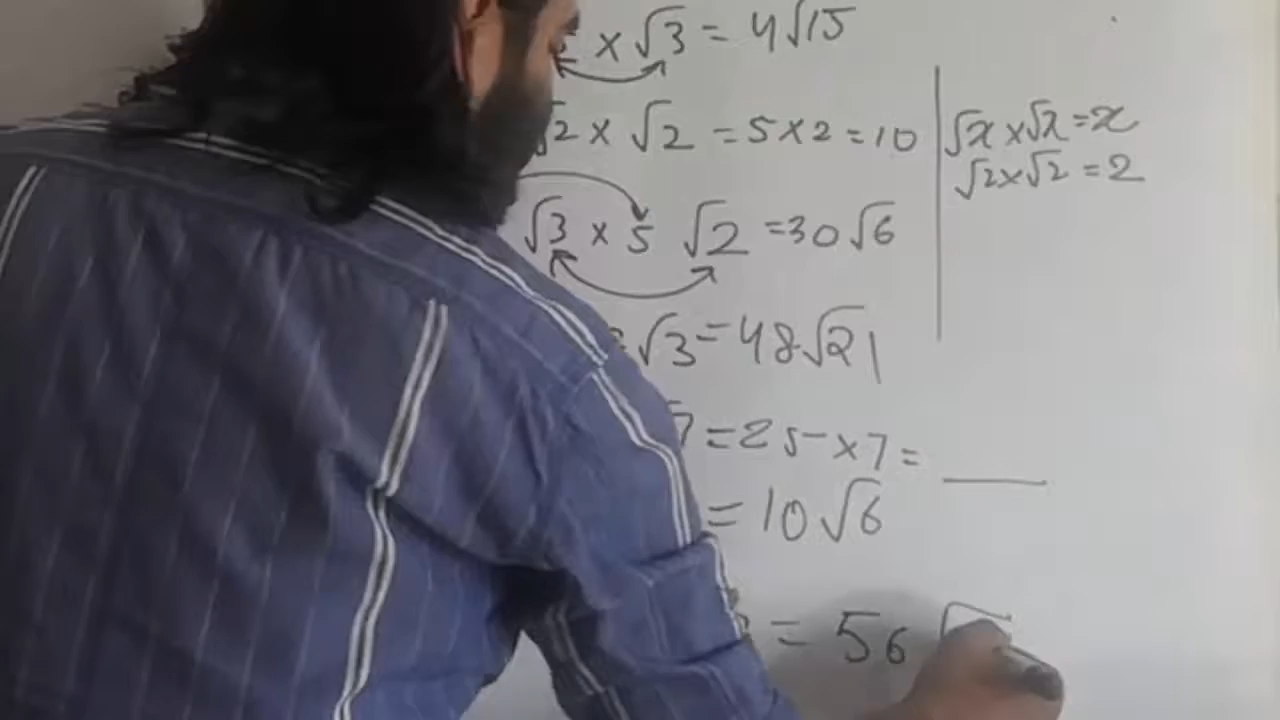 × √3 = 4√15
√2 × √2 = 5×2 = 10
√x × √x = x
√2 × √2 = 2
√3 × 5 √2 = 30√6
√3 = 48√21
7 = 25×7 =
= 10√6
= 56 √